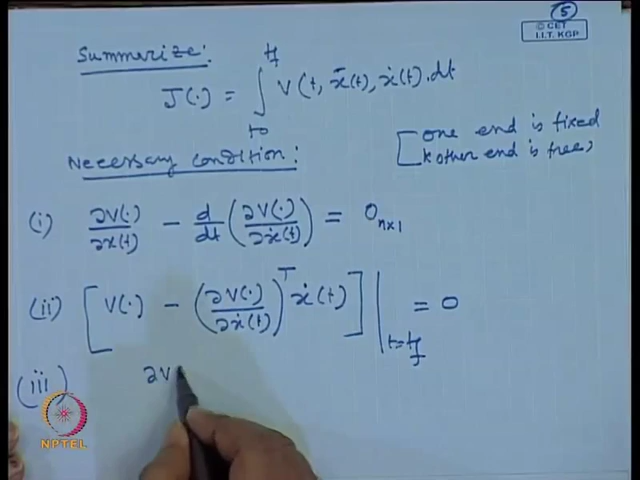 5
© CET
I.I.T. KGP
Summarize:
J(·) = ∫_{t0}^{tf} V(t, x̄(t), ẋ(t)).dt
Necessary condition:
[one end is fixed
& other end is free,
(i) ∂V(·)/∂x(t) − d/dt (∂V(·)/∂ẋ(t)) = 0_{n×1}
(ii) [V(·) − (∂V(·)/∂ẋ(t))^T ẋ(t)]|_{t=tf} = 0
(iii) ∂V
NPTEL